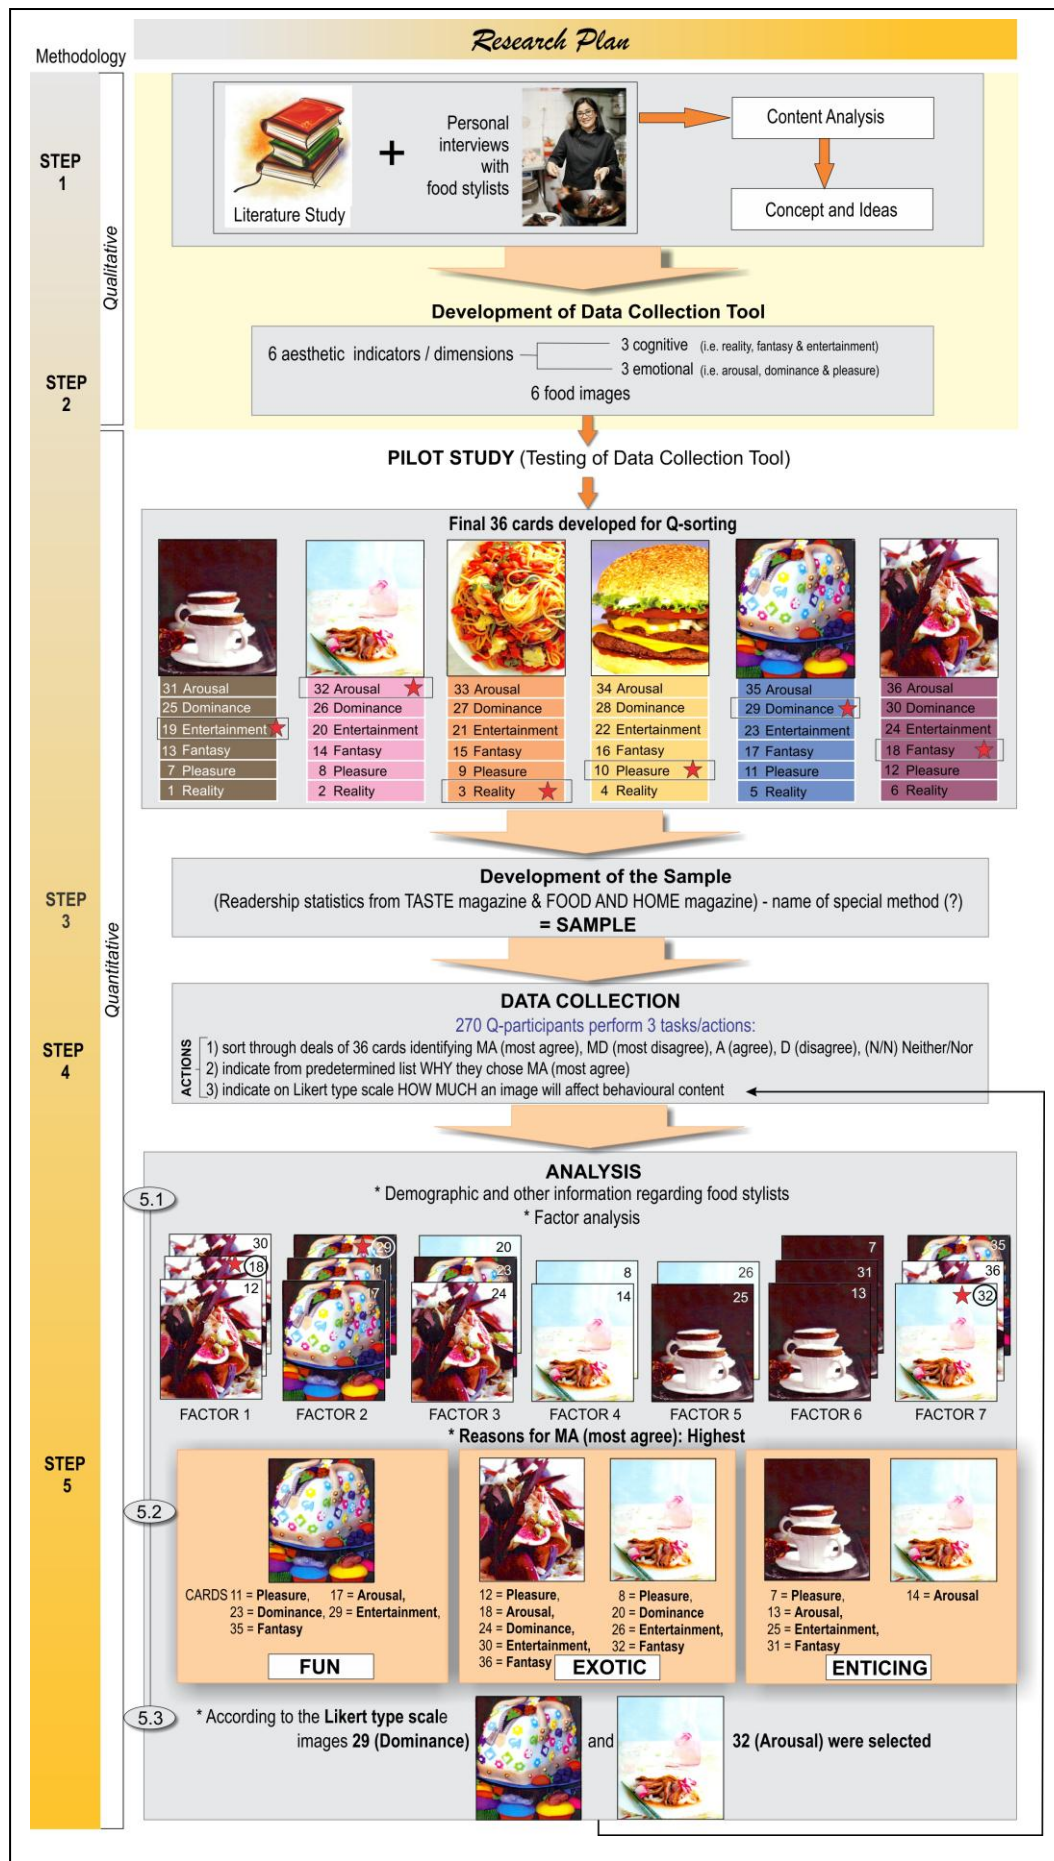 Research Plan
Methodology
STEP
1
Qualitative
Literature Study
+
Personal
interviews
with
food stylists
Content Analysis
Concept and Ideas
Development of Data Collection Tool
STEP
2
6 aesthetic indicators / dimensions
3 cognitive (i.e. reality, fantasy & entertainment)
3 emotional (i.e. arousal, dominance & pleasure)
6 food images
PILOT STUDY (Testing of Data Collection Tool)
Final 36 cards developed for Q-sorting
31 Arousal
25 Dominance
19 Entertainment
13 Fantasy
7 Pleasure
1 Reality
32 Arousal
26 Dominance
20 Entertainment
14 Fantasy
8 Pleasure
2 Reality
33 Arousal
27 Dominance
21 Entertainment
15 Fantasy
9 Pleasure
3 Reality
34 Arousal
28 Dominance
22 Entertainment
16 Fantasy
10 Pleasure
4 Reality
35 Arousal
29 Dominance
23 Entertainment
17 Fantasy
11 Pleasure
5 Reality
36 Arousal
30 Dominance
24 Entertainment
18 Fantasy
12 Pleasure
6 Reality
STEP
3
Quantitative
Development of the Sample
(Readership statistics from TASTE magazine & FOOD AND HOME magazine) - name of special method (?)
= SAMPLE
STEP
4
DATA COLLECTION
270 Q-participants perform 3 tasks/actions:
ACTIONS
1) sort through deals of 36 cards identifying MA (most agree), MD (most disagree), A (agree), D (disagree), (N/N) Neither/Nor
2) indicate from predetermined list WHY they chose MA (most agree)
3) indicate on Likert type scale HOW MUCH an image will affect behavioural content
STEP
5
ANALYSIS
5.1
* Demographic and other information regarding food stylists
* Factor analysis
30
18
12
FACTOR 1
29
11
17
FACTOR 2
20
23
24
FACTOR 3
8
14
FACTOR 4
26
25
FACTOR 5
7
31
13
FACTOR 6
35
36
32
FACTOR 7
* Reasons for MA (most agree): Highest
5.2
CARDS 11 = Pleasure, 17 = Arousal,
23 = Dominance, 29 = Entertainment,
35 = Fantasy
FUN
12 = Pleasure,
18 = Arousal,
24 = Dominance,
30 = Entertainment,
36 = Fantasy
8 = Pleasure,
20 = Dominance
26 = Entertainment,
32 = Fantasy
EXOTIC
7 = Pleasure,
13 = Arousal,
25 = Entertainment,
31 = Fantasy
14 = Arousal
ENTICING
5.3
* According to the Likert type scale
images 29 (Dominance)
and
32 (Arousal) were selected